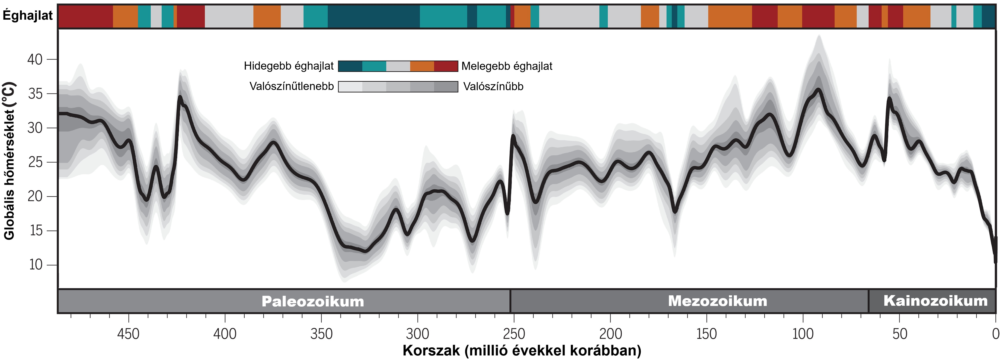 Éghajlat
40
35
30
25
20
15
10
Globális hőmérséklet (°C)
Hidegebb éghajlat
Melegebb éghajlat
Valószínűtlenebb
Valószínűbb
Paleozoikum
Mezozoikum
Kainozoikum
450
400
350
300
250
200
150
100
50
0
Korszak (millió évekkel korábban)